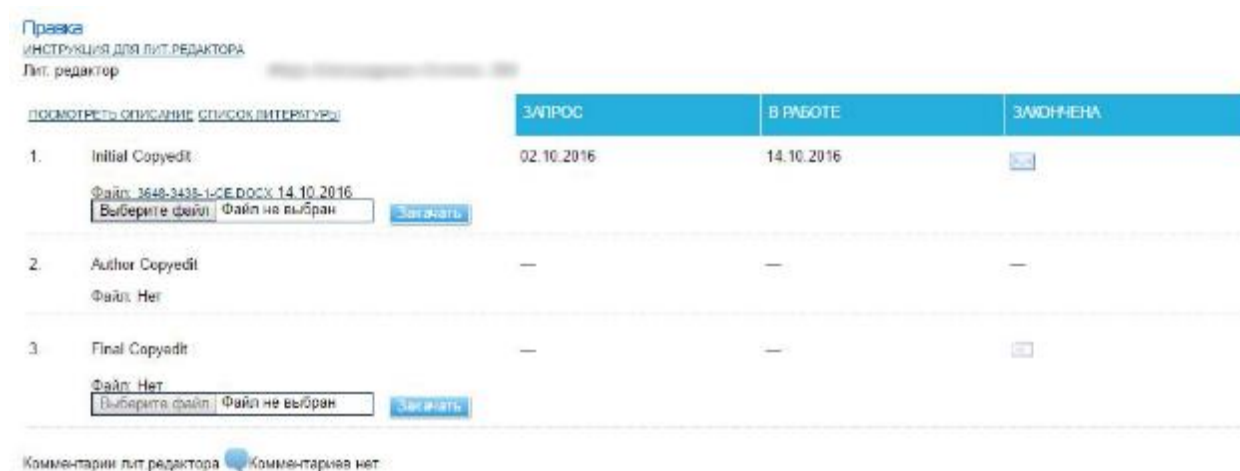 Правка
ИНСТРУКЦИЯ ДЛЯ ЛИТ.РЕДАКТОРА
Лит. редактор
ПОСМОТРЕТЬ ОПИСАНИЕ СПИСОК ЛИТЕРАТУРЫ ЗАПРОС В РАБОТЕ ЗАКОНЧЕНА
1. Initial Copyedit 02.10.2016 14.10.2016
Файл: 3648-3438-1-CE.DOCX 14.10.2016
Выберите файл Файл не выбран Закачать
2. Author Copyedit — — —
Файл: Нет
3. Final Copyedit — —
Файл: Нет
Выберите файл Файл не выбран Закачать
Комментарии лит.редактора Комментариев нет